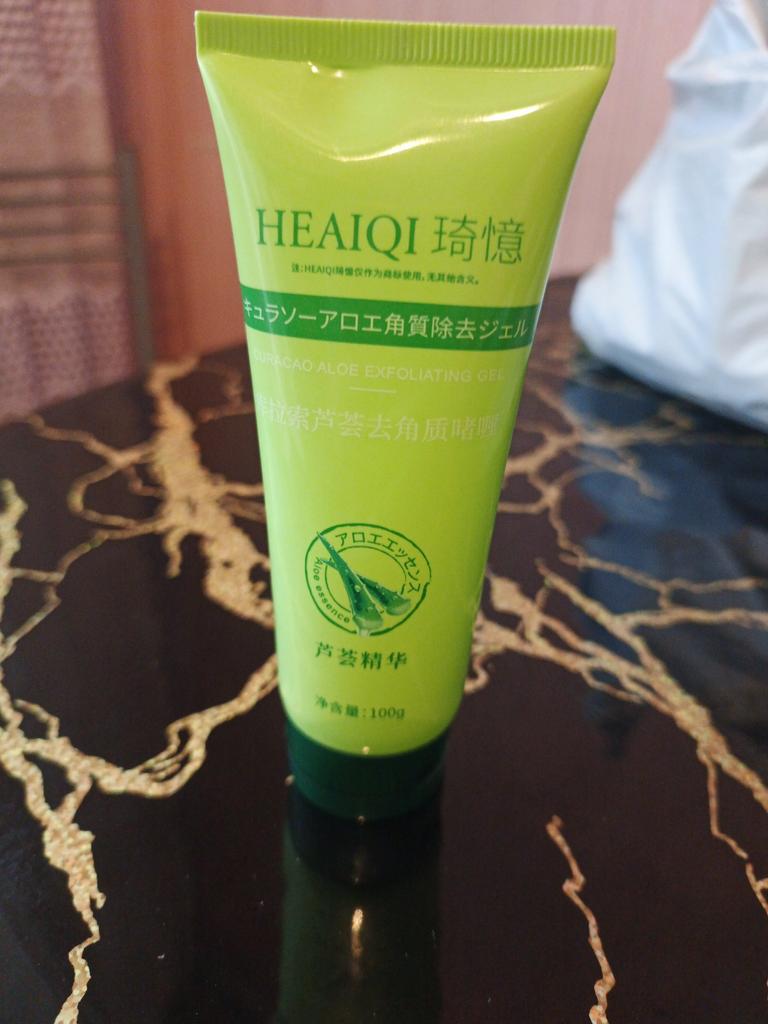 HEAIQI 琦憶
注:HEAIQI琦憶仅作为商标使用,无其他含义。
キュラソーアロエ角質除去ジェル
CURACAO ALOE EXFOLIATING GEL
拉索芦荟去角质啫喱
アロエエッセンス
Aloe essence
芦荟精华
净含量:100g